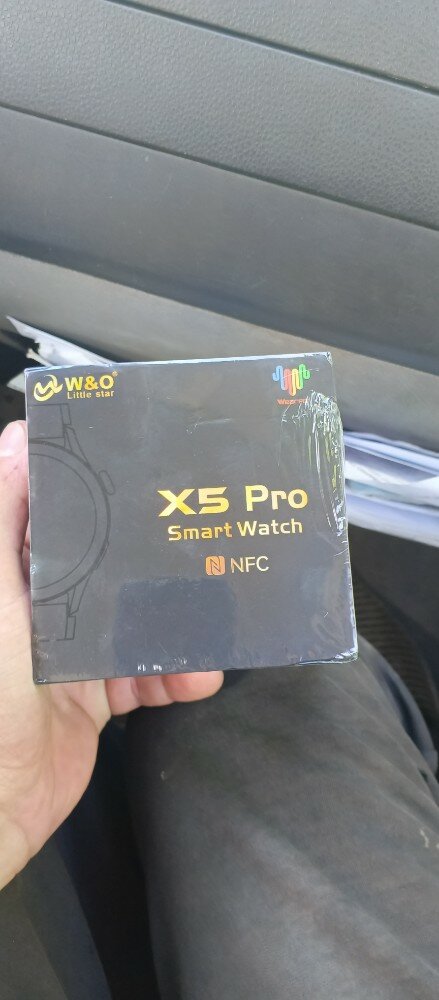 W&O®
Little star
X5 Pro
Smart Watch
NFC